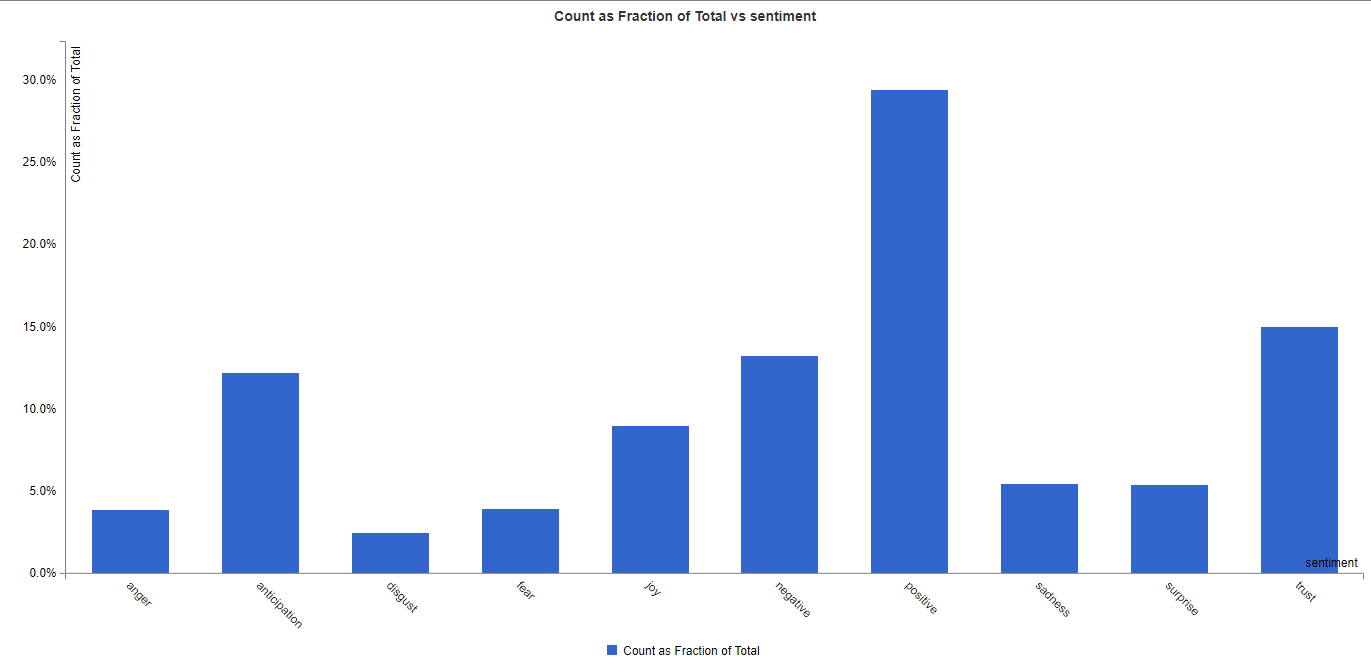 Count as Fraction of Total vs sentiment
Count as Fraction of Total
30.0%
25.0%
20.0%
15.0%
10.0%
5.0%
0.0%
sentiment
anger
anticipation
disgust
fear
joy
negative
positive
sadness
surprise
trust
Count as Fraction of Total